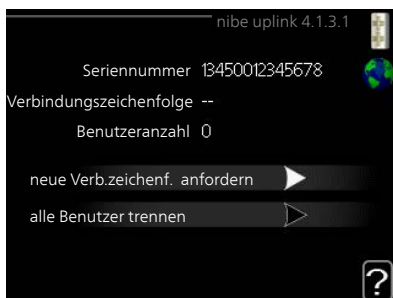 nibe uplink 4.1.3.1
Seriennummer 13450012345678
Verbindungszeichenfolge --
Benutzeranzahl 0
neue Verb.zeichenf. anfordern
alle Benutzer trennen
?